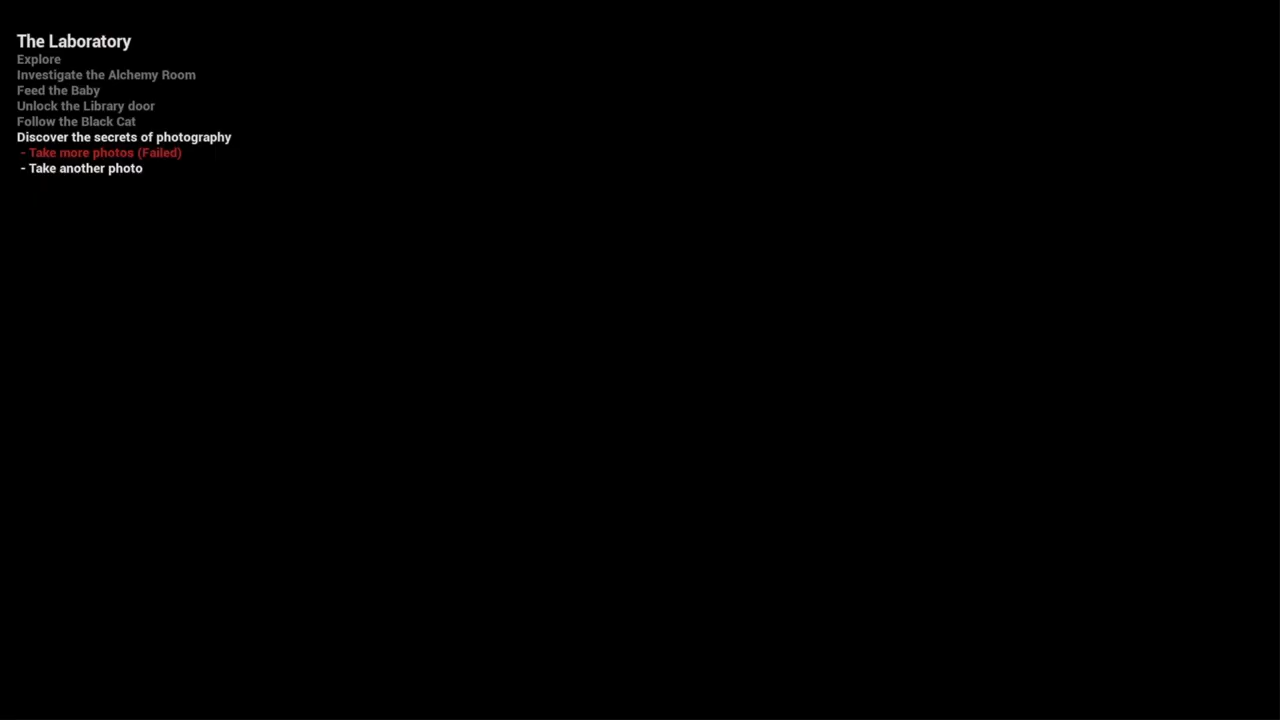 The Laboratory
Explore
Investigate the Alchemy Room
Feed the Baby
Unlock the Library door
Follow the Black Cat
Discover the secrets of photography
- Take more photos (Failed)
- Take another photo